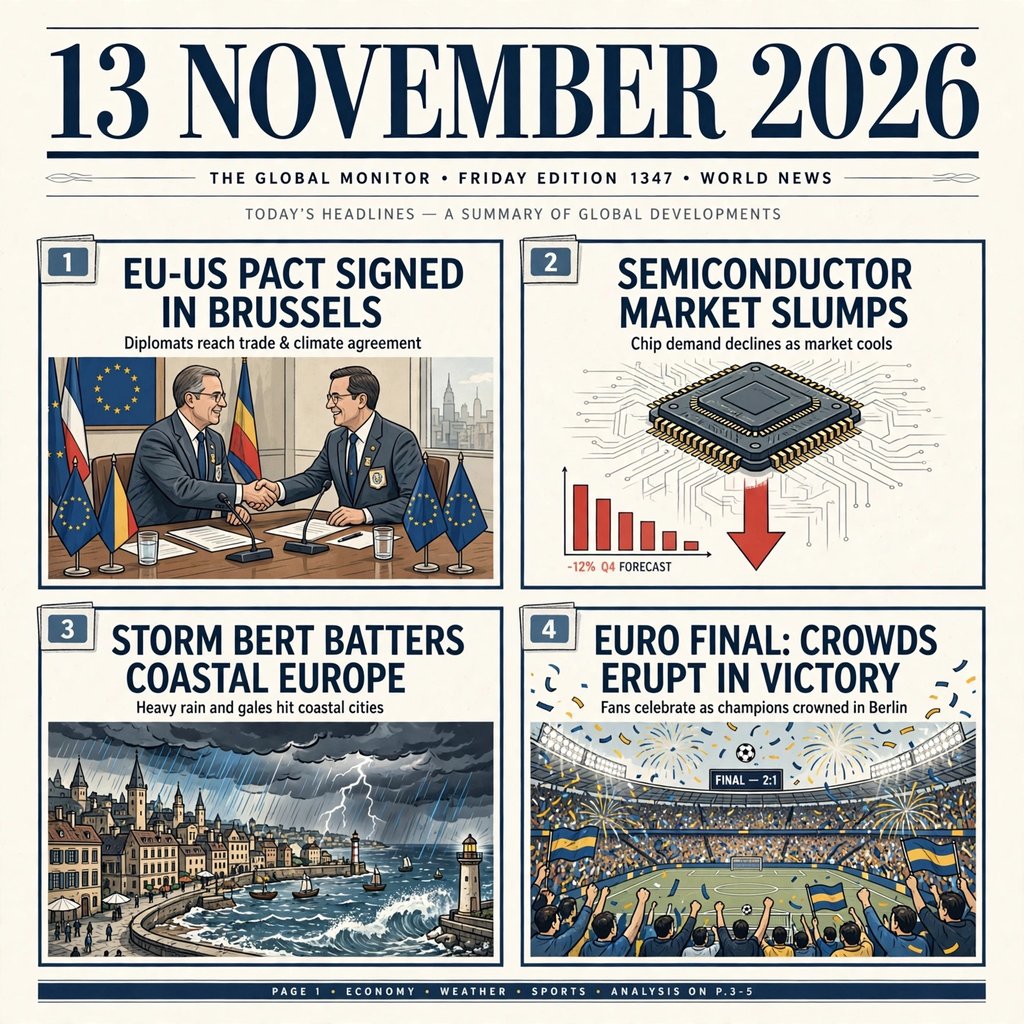 13 NOVEMBER 2026
THE GLOBAL MONITOR • FRIDAY EDITION 1347 • WORLD NEWS
TODAY'S HEADLINES — A SUMMARY OF GLOBAL DEVELOPMENTS
1
EU-US PACT SIGNED
IN BRUSSELS
Diplomats reach trade & climate agreement
2
SEMICONDUCTOR
MARKET SLUMPS
Chip demand declines as market cools
-12% Q4 FORECAST
3
STORM BERT BATTERS
COASTAL EUROPE
Heavy rain and gales hit coastal cities
4
EURO FINAL: CROWDS
ERUPT IN VICTORY
Fans celebrate as champions crowned in Berlin
FINAL — 2:1
PAGE 1 • ECONOMY • WEATHER • SPORTS • ANALYSIS ON P.3-5